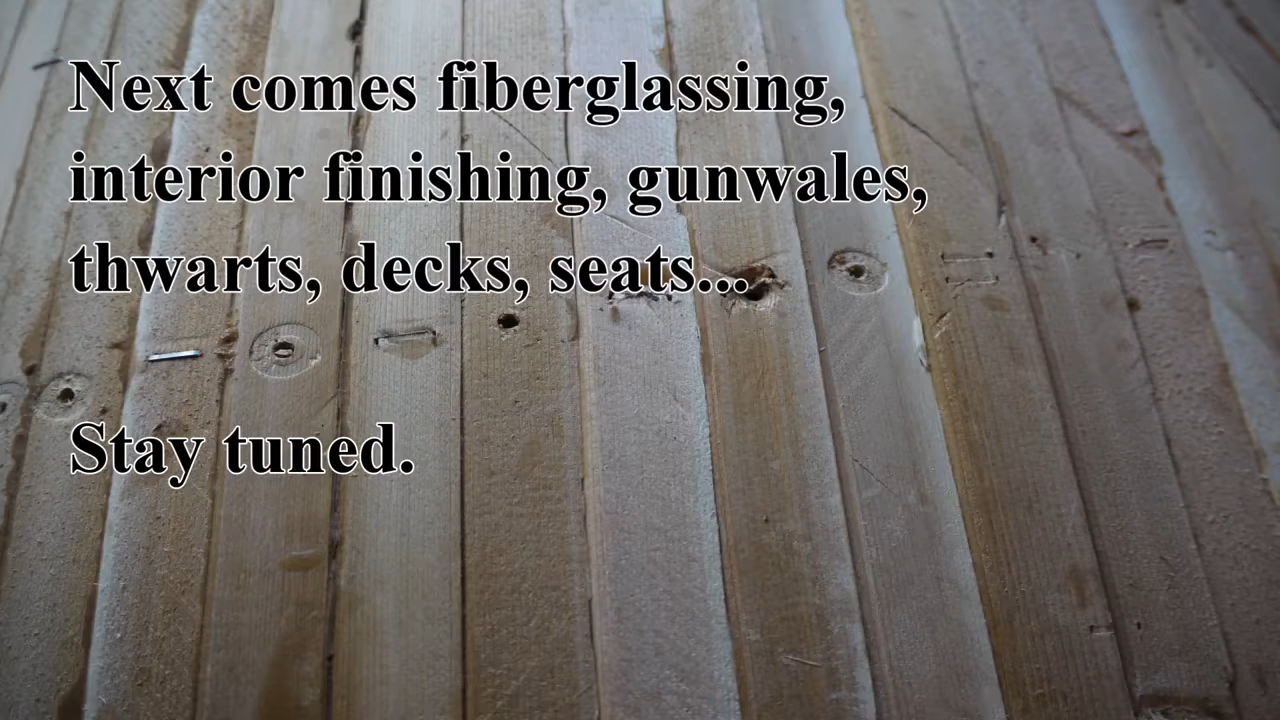 Next comes fiberglassing,
interior finishing, gunwales,
thwarts, decks, seats...
Stay tuned.